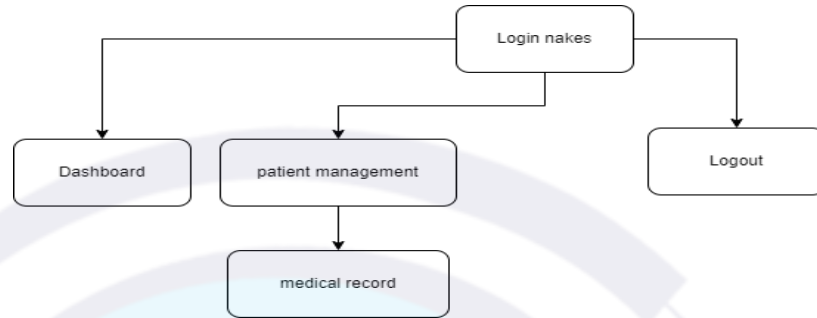 Login nakes
Dashboard
patient management
Logout
medical record